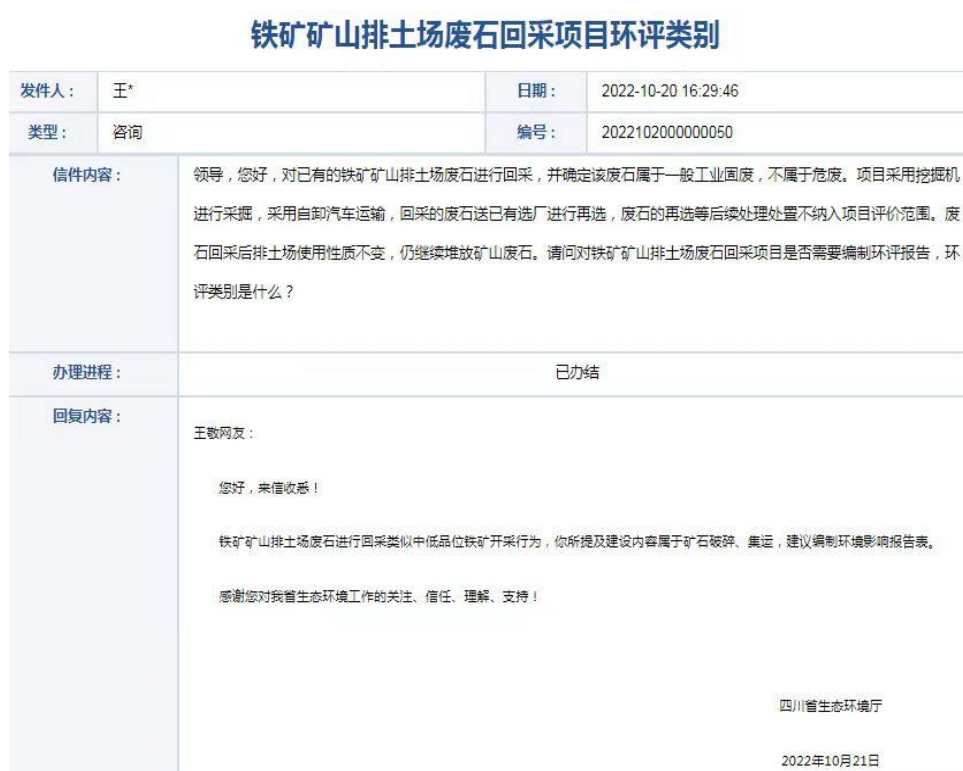 铁矿矿山排土场废石回采项目环评类别
发件人： 王* 日期： 2022-10-20 16:29:46
类型： 咨询 编号： 2022102000000050
信件内容： 领导，您好，对已有的铁矿矿山排土场废石进行回采，并确定该废石属于一般工业固废，不属于危废。项目采用挖掘机
进行采掘，采用自卸汽车运输，回采的废石送已有选厂进行再选，废石的再选等后续处理处置不纳入项目评价范围。废
石回采后排土场使用性质不变，仍继续堆放矿山废石。请问对铁矿矿山排土场废石回采项目是否需要编制环评报告，环
评类别是什么？
办理进程： 已办结
回复内容：
王敬网友：
您好，来信收悉！
铁矿矿山排土场废石进行回采类似中低品位铁矿开采行为，你所提及建设内容属于矿石破碎、集运，建议编制环境影响报告表。
感谢您对我省生态环境工作的关注、信任、理解、支持！
四川省生态环境厅
2022年10月21日